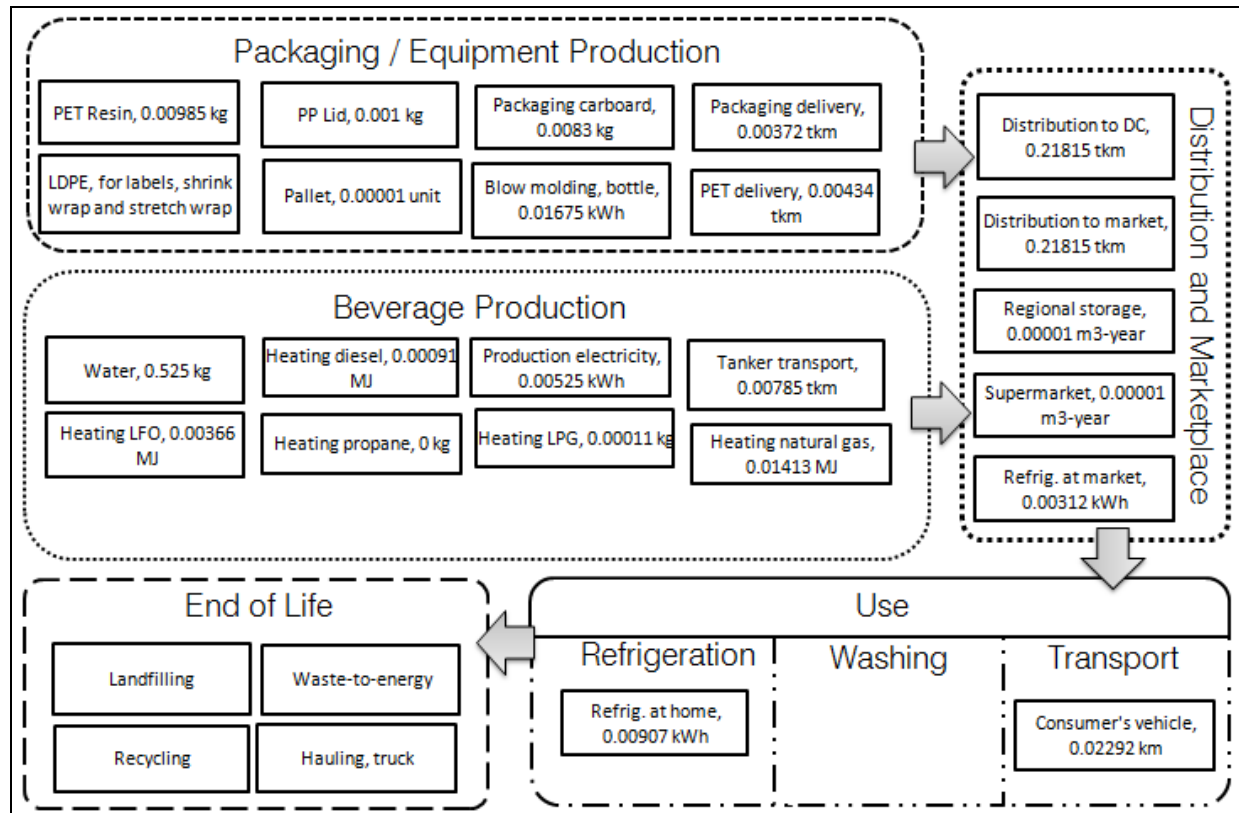 Packaging / Equipment Production
PET Resin, 0.00985 kg
PP Lid, 0.001 kg
Packaging carboard,
0.0083 kg
Packaging delivery,
0.00372 tkm
LDPE, for labels, shrink
wrap and stretch wrap
Pallet, 0.00001 unit
Blow molding, bottle,
0.01675 kWh
PET delivery, 0.00434
tkm
Beverage Production
Water, 0.525 kg
Heating diesel, 0.00091
MJ
Production electricity,
0.00525 kWh
Tanker transport,
0.00785 tkm
Heating LFO, 0.00366
MJ
Heating propane, 0 kg
Heating LPG, 0.00011 kg
Heating natural gas,
0.01413 MJ
Distribution and Marketplace
Distribution to DC,
0.21815 tkm
Distribution to market,
0.21815 tkm
Regional storage,
0.00001 m3-year
Supermarket, 0.00001
m3-year
Refrig. at market,
0.00312 kWh
Use
Refrigeration
Refrig. at home,
0.00907 kWh
Washing
Transport
Consumer's vehicle,
0.02292 km
End of Life
Landfilling
Waste-to-energy
Recycling
Hauling, truck